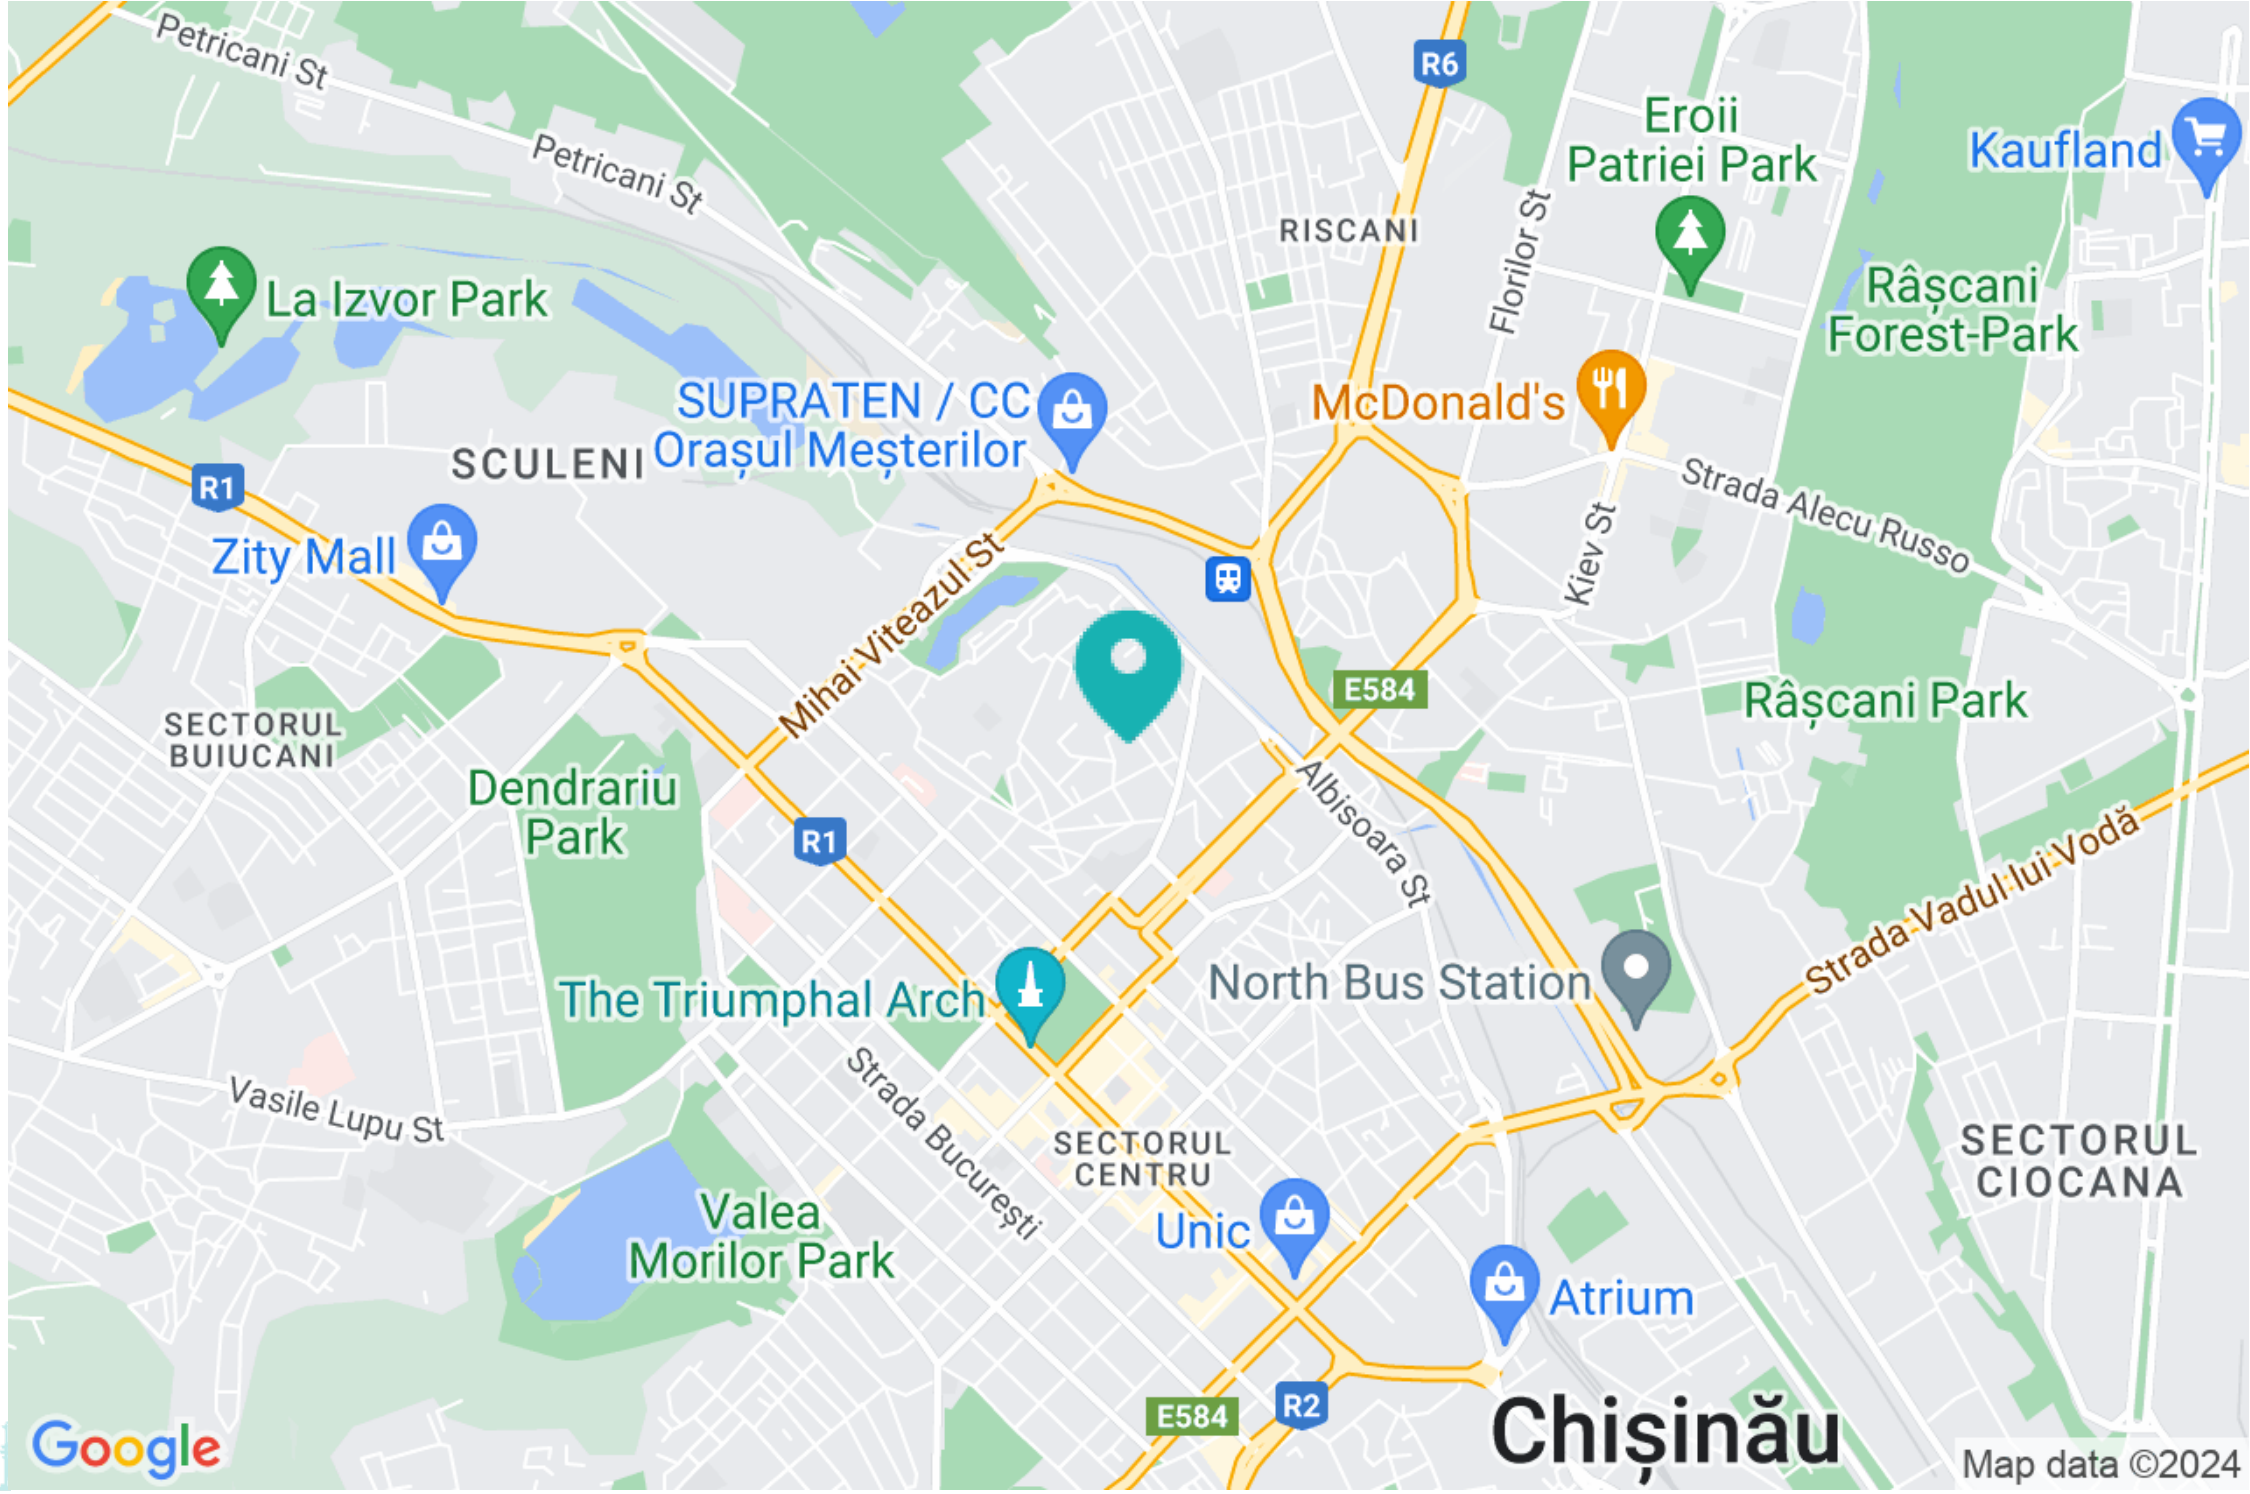 Petricani St
R6
Eroii
Patriei Park
Kaufland
Petricani St
RISCANI
Florilor St
La Izvor Park
Râșcani
Forest-Park
SUPRATEN / CC
Orașul Meșterilor
McDonald's
SCULENI
R1
Strada Alecu Russo
Zity Mall
Kiev St
Mihai Viteazul St
E584
Râșcani Park
SECTORUL
BUIUCANI
Dendrariu
Park
R1
Albisoara St
Strada Vadul lui Vodă
The Triumphal Arch
North Bus Station
Vasile Lupu St
Strada București
SECTORUL
CENTRU
SECTORUL
CIOCANA
Valea
Morilor Park
Unic
Atrium
E584
R2
Chișinău
Google
Map data ©2024